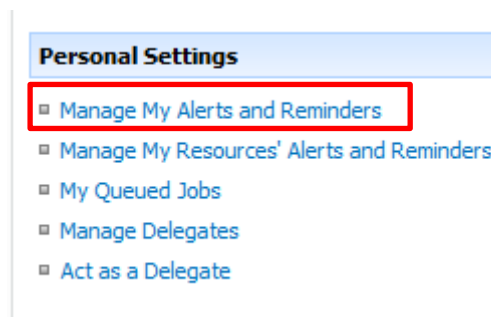 Personal Settings
Manage My Alerts and Reminders
Manage My Resources' Alerts and Reminders
My Queued Jobs
Manage Delegates
Act as a Delegate